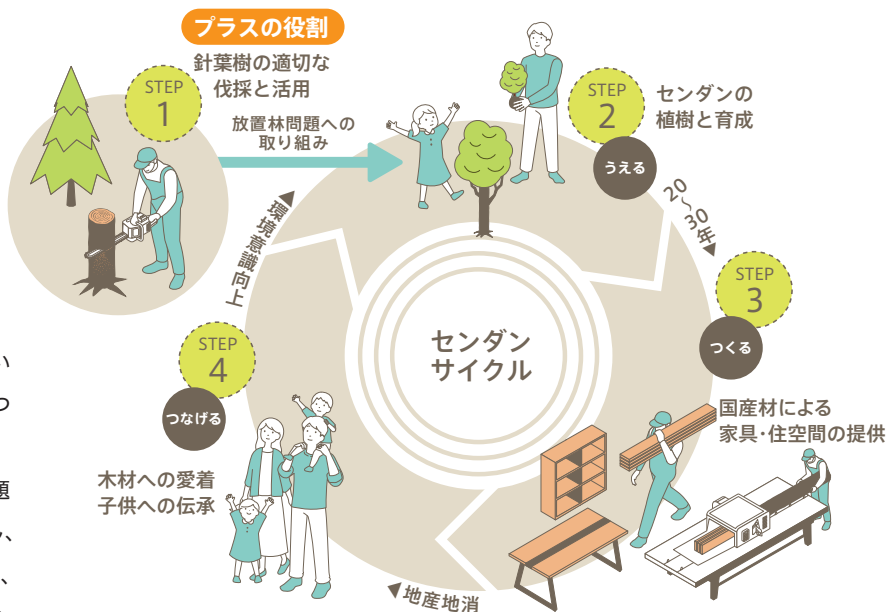 プラスの役割
針葉樹の適切な
伐採と活用
STEP
1
放置林問題への
取り組み
STEP
2
うえる
センダンの
植樹と育成
20〜30年
STEP
3
つくる
国産材による
家具・住空間の提供
地産地消
STEP
4
つなげる
木材への愛着
子供への伝承
環境意識向上
センダン
サイクル
い
つ
題
、
、